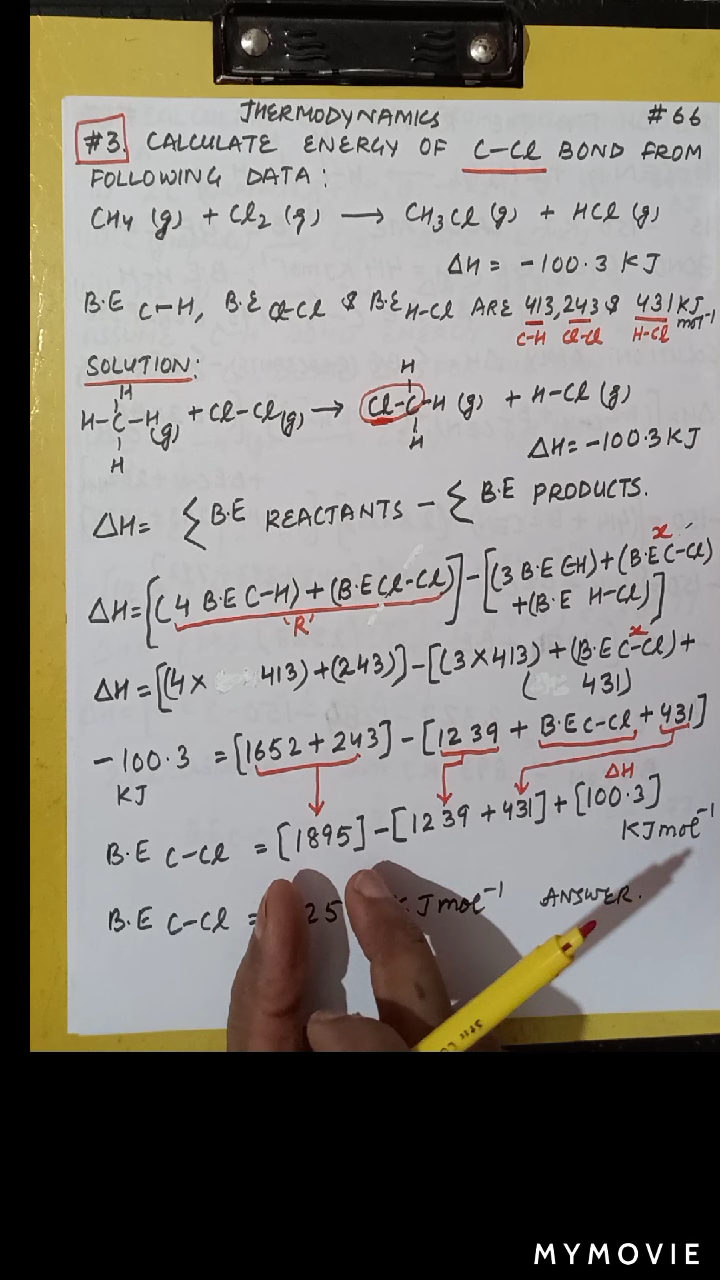 THERMODYNAMICS #66
#3. CALCULATE ENERGY OF C-Cl BOND FROM
FOLLOWING DATA:
CH4 (g) + Cl2 (g) → CH3Cl (g) + HCl (g)
ΔH = -100.3 KJ
B.E C-H, B.E Cl-Cl & B.E H-Cl ARE 413, 243 & 431 KJ mol⁻¹
C-H Cl-Cl H-Cl
SOLUTION:
H H
H-C-H(g) + Cl-Cl(g) → Cl-C-H (g) + H-Cl (g)
H H
ΔH = -100.3 KJ
ΔH = Σ B.E REACTANTS - Σ B.E PRODUCTS.
x
ΔH = [(4 B.E C-H) + (B.E Cl-Cl)] - [(3 B.E C-H) + (B.E C-Cl)
+ (B.E H-Cl)]
'R'
x
ΔH = [(4 × 413) + (243)] - [(3 × 413) + (B.E C-Cl) +
( 431)
-100.3 = [1652 + 243] - [1239 + B.E C-Cl + 431]
KJ
ΔH
B.E C-Cl = [1895] - [1239 + 431] + [100.3]
KJ mol⁻¹
B.E C-Cl = 25 J mol⁻¹ ANSWER.
MYMOVIE